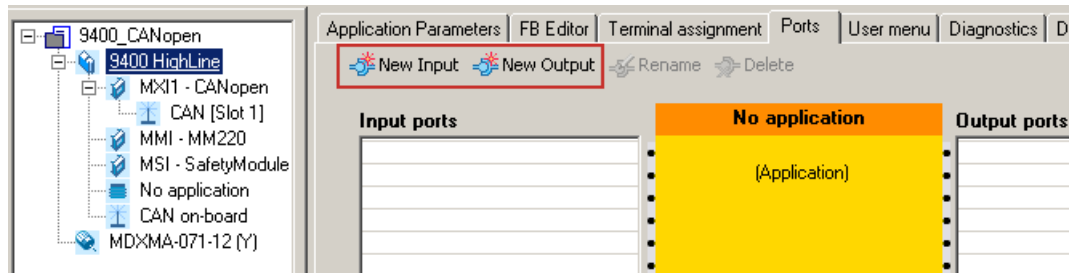 9400_CANopen
9400 HighLine
MXI1 - CANopen
CAN [Slot 1]
MMI - MM220
MSI - SafetyModule
No application
CAN on-board
MDXMA-071-12 (Y)
Application Parameters FB Editor Terminal assignment Ports User menu Diagnostics D
New Input New Output Rename Delete
Input ports No application Output ports
(Application)